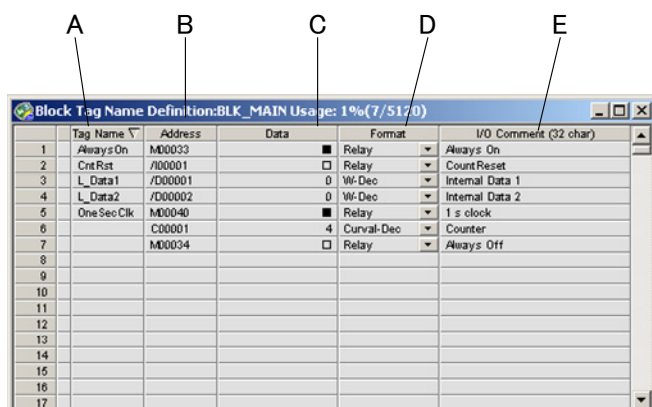 A B C D E
Block Tag Name Definition:BLK_MAIN Usage: 1%(7/5120)
Tag Name Address Data Format I/O Comment (32 char)
1 AlwaysOn M00033 Relay Always On
2 CntRst /I00001 Relay CountReset
3 L_Data1 /D00001 0 W-Dec Internal Data 1
4 L_Data2 /D00002 0 W-Dec Internal Data 2
5 OneSecClk M00040 Relay 1 s clock
6 C00001 4 Curval-Dec Counter
7 M00034 Relay Always Off
8
9
10
11
12
13
14
15
16
17